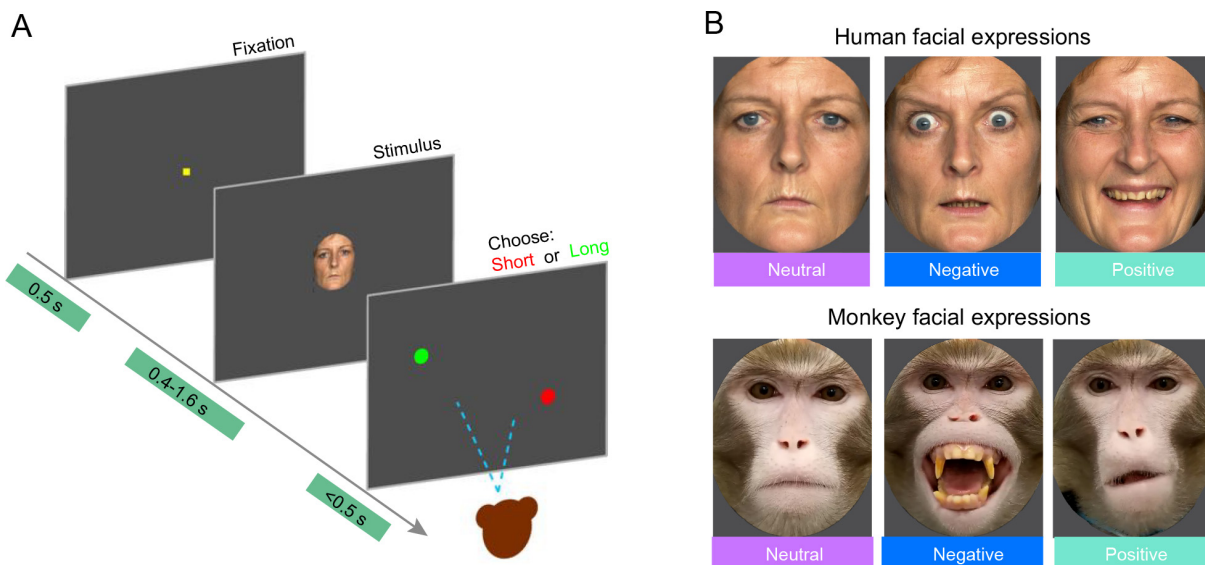 A
Fixation
Stimulus
Choose:
Short or Long
0.5 s
0.4-1.6 s
<0.5 s
B
Human facial expressions
Neutral
Negative
Positive
Monkey facial expressions
Neutral
Negative
Positive